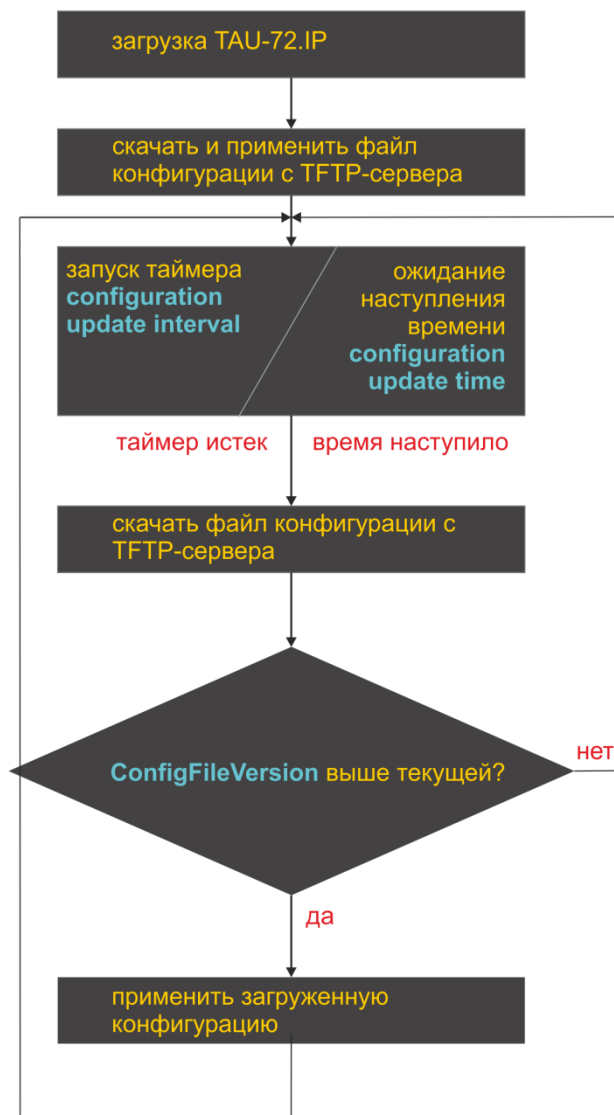 загрузка TAU-72.IP
скачать и применить файл
конфигурации с TFTP-сервера
запуск таймера
configuration
update interval
ожидание
наступления
времени
configuration
update time
таймер истек
время наступило
скачать файл конфигурации с
TFTP-сервера
ConfigFileVersion выше текущей?
нет
да
применить загруженную
конфигурацию